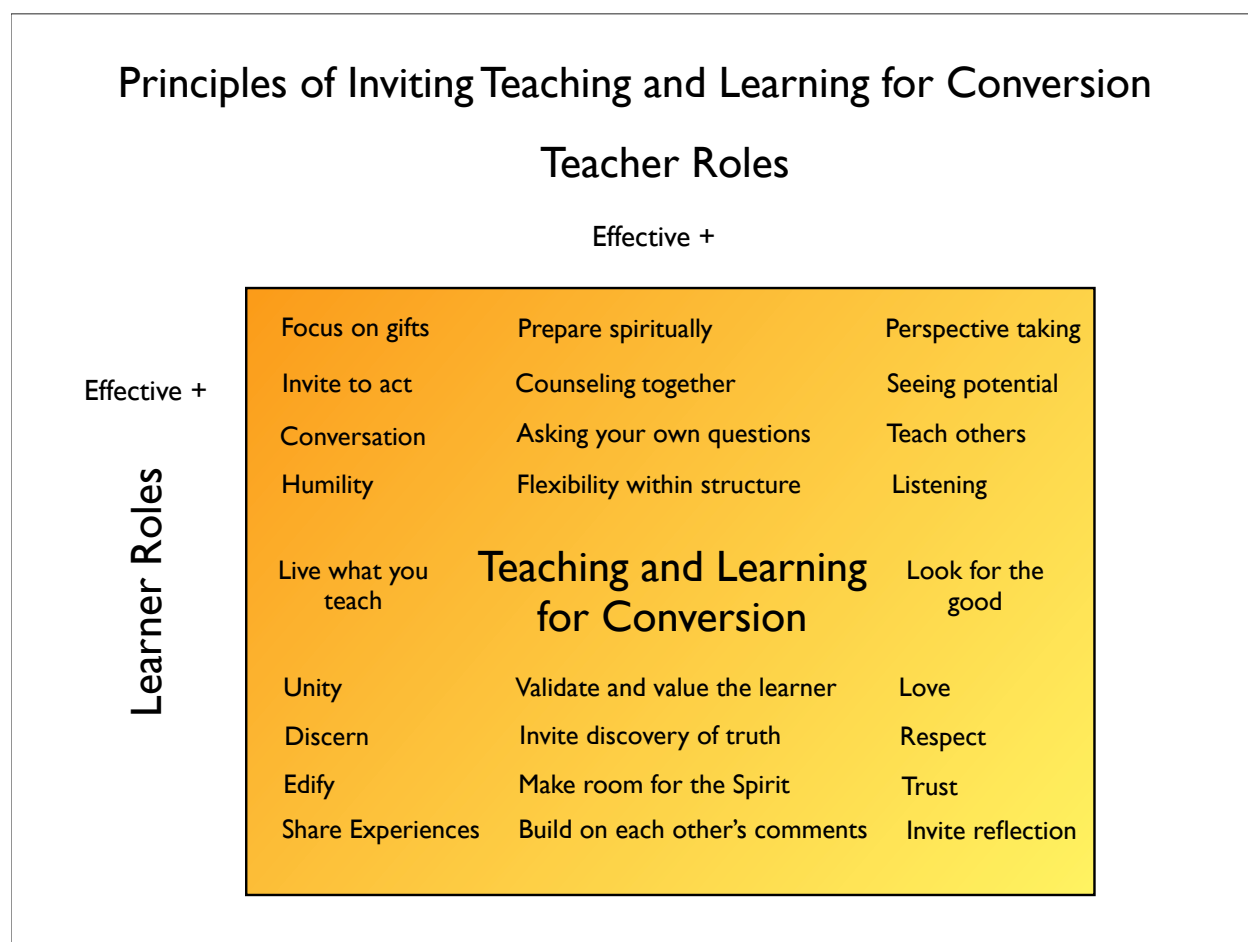 Principles of Inviting Teaching and Learning for Conversion
Teacher Roles
Effective +
Effective +
Learner Roles
Focus on gifts
Prepare spiritually
Perspective taking
Invite to act
Counseling together
Seeing potential
Conversation
Asking your own questions
Teach others
Humility
Flexibility within structure
Listening
Live what you
teach
Teaching and Learning
for Conversion
Look for the
good
Unity
Validate and value the learner
Love
Discern
Invite discovery of truth
Respect
Edify
Make room for the Spirit
Trust
Share Experiences
Build on each other’s comments
Invite reflection